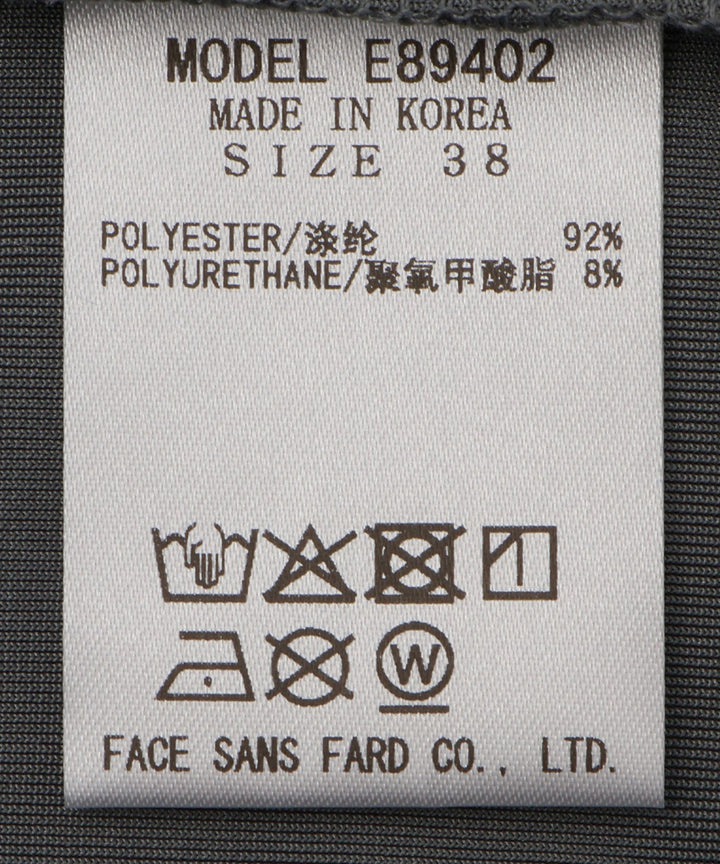 MODEL E89402
MADE IN KOREA
SIZE 38
POLYESTER/涤纶 92%
POLYURETHANE/聚氨甲酸脂 8%
W
FACE SANS FARD CO., LTD.